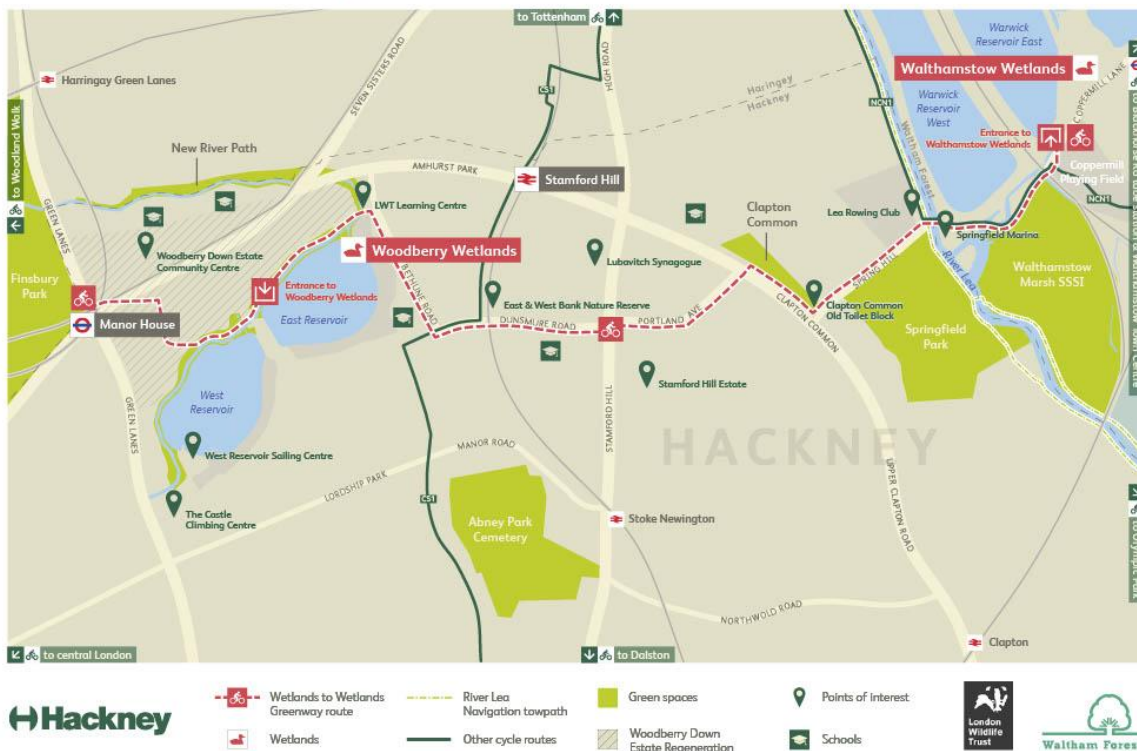 to Tottenham
Harringay Green Lanes
SEVEN SISTERS ROAD
HIGH ROAD
CS1
Warwick
Reservoir East
Walthamstow Wetlands
COPPERMILL LANE
Haringey
Hackney
NCN1
Warwick
Reservoir
West
to Woodland Walk
New River Path
AMHURST PARK
Stamford Hill
Entrance to
Walthamstow Wetlands
Waltham Forest
Coppermill
Playing Field
NCN1
GREEN LANES
LWT Learning Centre
Clapton
Common
Lea Rowing Club
Springfield Marina
Woodberry Down Estate
Community Centre
Woodberry Wetlands
Lubavitch Synagogue
SPRING HILL
River Lea
Walthamstow
Marsh SSSI
Finsbury
Park
Entrance to
Woodberry Wetlands
BETHUNE ROAD
East & West Bank Nature Reserve
Clapton Common
Old Toilet Block
Manor House
East Reservoir
DUNSMURE ROAD
PORTLAND AVE
CLAPTON COMMON
Springfield
Park
Stamford Hill Estate
West
Reservoir
GREEN LANES
STAMFORD HILL
HACKNEY
MANOR ROAD
West Reservoir Sailing Centre
LORDSHIP PARK
UPPER CLAPTON ROAD
CS1
The Castle
Climbing Centre
Abney Park
Cemetery
Stoke Newington
NORTHWOLD ROAD
Clapton
to central London
to Dalston
Hackney
Wetlands to Wetlands
Greenway route
Wetlands
River Lea
Navigation towpath
Other cycle routes
Green spaces
Woodberry Down
Estate Regeneration
Points of interest
Schools
London
Wildlife
Trust
Waltham Forest